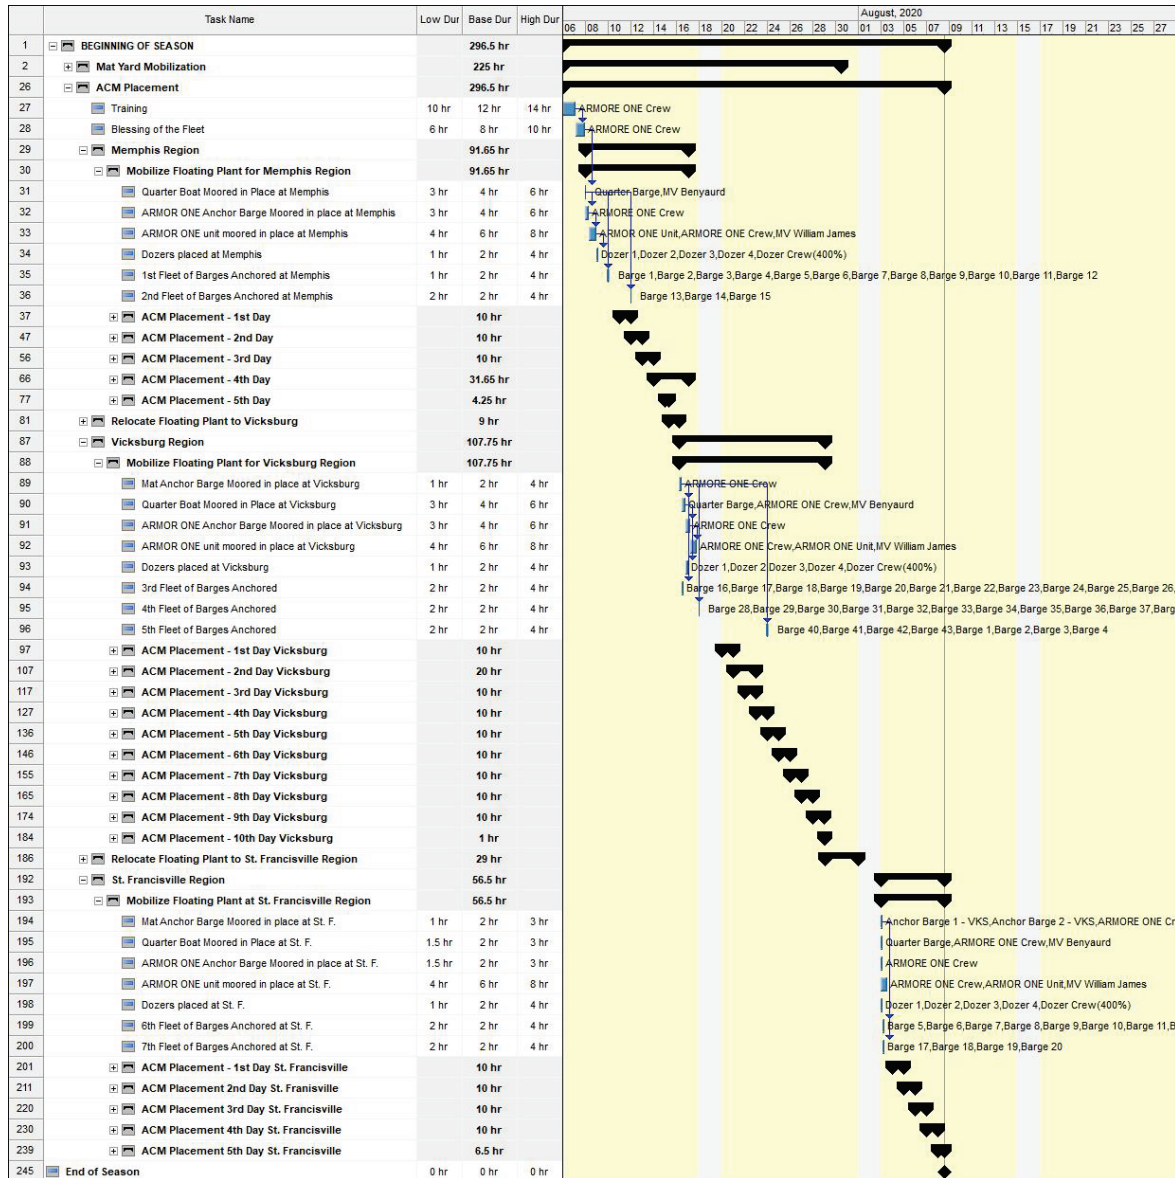 Task Name Low Dur Base Dur High Dur August, 2020
06 08 10 12 14 16 18 20 22 24 26 28 30 01 03 05 07 09 11 13 15 17 19 21 23 25 27
1 BEGINNING OF SEASON 296.5 hr
2 Mat Yard Mobilization 225 hr
26 ACM Placement 296.5 hr
27 Training 10 hr 12 hr 14 hr ARMORE ONE Crew
28 Blessing of the Fleet 6 hr 8 hr 10 hr ARMORE ONE Crew
29 Memphis Region 91.65 hr
30 Mobilize Floating Plant for Memphis Region 91.65 hr
31 Quarter Boat Moored in Place at Memphis 3 hr 4 hr 6 hr Quarter Barge,MV Benyaurd
32 ARMOR ONE Anchor Barge Moored in place at Memphis 3 hr 4 hr 6 hr ARMORE ONE Crew
33 ARMOR ONE unit moored in place at Memphis 4 hr 6 hr 8 hr ARMOR ONE Unit,ARMORE ONE Crew,MV William James
34 Dozers placed at Memphis 1 hr 2 hr 4 hr Dozer 1,Dozer 2,Dozer 3,Dozer 4,Dozer Crew(400%)
35 1st Fleet of Barges Anchored at Memphis 1 hr 2 hr 4 hr Barge 1,Barge 2,Barge 3,Barge 4,Barge 5,Barge 6,Barge 7,Barge 8,Barge 9,Barge 10,Barge 11,Barge 12
36 2nd Fleet of Barges Anchored at Memphis 2 hr 2 hr 4 hr Barge 13,Barge 14,Barge 15
37 ACM Placement - 1st Day 10 hr
47 ACM Placement - 2nd Day 10 hr
56 ACM Placement - 3rd Day 10 hr
66 ACM Placement - 4th Day 31.65 hr
77 ACM Placement - 5th Day 4.25 hr
81 Relocate Floating Plant to Vicksburg 9 hr
87 Vicksburg Region 107.75 hr
88 Mobilize Floating Plant for Vicksburg Region 107.75 hr
89 Mat Anchor Barge Moored in place at Vicksburg 1 hr 2 hr 4 hr ARMORE ONE Crew
90 Quarter Boat Moored in Place at Vicksburg 3 hr 4 hr 6 hr Quarter Barge,ARMORE ONE Crew,MV Benyaurd
91 ARMOR ONE Anchor Barge Moored in Place at Vicksburg 3 hr 4 hr 6 hr ARMORE ONE Crew
92 ARMOR ONE unit moored in place at Vicksburg 4 hr 6 hr 8 hr ARMORE ONE Crew,ARMOR ONE Unit,MV William James
93 Dozers placed at Vicksburg 1 hr 2 hr 4 hr Dozer 1,Dozer 2,Dozer 3,Dozer 4,Dozer Crew(400%)
94 3rd Fleet of Barges Anchored 2 hr 2 hr 4 hr Barge 16,Barge 17,Barge 18,Barge 19,Barge 20,Barge 21,Barge 22,Barge 23,Barge 24,Barge 25,Barge 26,
95 4th Fleet of Barges Anchored 2 hr 2 hr 4 hr Barge 28,Barge 29,Barge 30,Barge 31,Barge 32,Barge 33,Barge 34,Barge 35,Barge 36,Barge 37,Barg
96 5th Fleet of Barges Anchored 2 hr 2 hr 4 hr Barge 40,Barge 41,Barge 42,Barge 43,Barge 1,Barge 2,Barge 3,Barge 4
97 ACM Placement - 1st Day Vicksburg 10 hr
107 ACM Placement - 2nd Day Vicksburg 20 hr
117 ACM Placement - 3rd Day Vicksburg 10 hr
127 ACM Placement - 4th Day Vicksburg 10 hr
136 ACM Placement - 5th Day Vicksburg 10 hr
146 ACM Placement - 6th Day Vicksburg 10 hr
155 ACM Placement - 7th Day Vicksburg 10 hr
165 ACM Placement - 8th Day Vicksburg 10 hr
174 ACM Placement - 9th Day Vicksburg 10 hr
184 ACM Placement - 10th Day Vicksburg 1 hr
186 Relocate Floating Plant to St. Francisville Region 29 hr
192 St. Francisville Region 56.5 hr
193 Mobilize Floating Plant at St. Francisville Region 56.5 hr
194 Mat Anchor Barge Moored in place at St. F. 1 hr 2 hr 3 hr Anchor Barge 1 - VKS,Anchor Barge 2 - VKS,ARMORE ONE Cr
195 Quarter Boat Moored in Place at St. F. 1.5 hr 2 hr 3 hr Quarter Barge,ARMORE ONE Crew,MV Benyaurd
196 ARMOR ONE Anchor Barge Moored in place at St. F. 1.5 hr 2 hr 3 hr ARMORE ONE Crew
197 ARMOR ONE unit moored in place at St. F. 4 hr 6 hr 8 hr ARMORE ONE Crew,ARMOR ONE Unit,MV William James
198 Dozers placed at St. F. 1 hr 2 hr 4 hr Dozer 1,Dozer 2,Dozer 3,Dozer 4,Dozer Crew(400%)
199 6th Fleet of Barges Anchored at St. F. 2 hr 2 hr 4 hr Barge 5,Barge 6,Barge 7,Barge 8,Barge 9,Barge 10,Barge 11,B
200 7th Fleet of Barges Anchored at St. F. 2 hr 2 hr 4 hr Barge 17,Barge 18,Barge 19,Barge 20
201 ACM Placement - 1st Day St. Francisville 10 hr
211 ACM Placement 2nd Day St. Franisville 10 hr
220 ACM Placement 3rd Day St. Francisville 10 hr
230 ACM Placement 4th Day St. Francisville 10 hr
239 ACM Placement 5th Day St. Francisville 6.5 hr
245 End of Season 0 hr 0 hr 0 hr